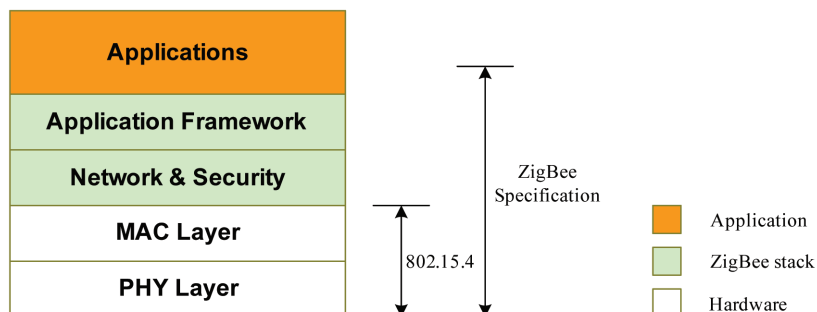 Applications
Application Framework
Network & Security
MAC Layer
PHY Layer
802.15.4
ZigBee
Specification
Application
ZigBee stack
Hardware